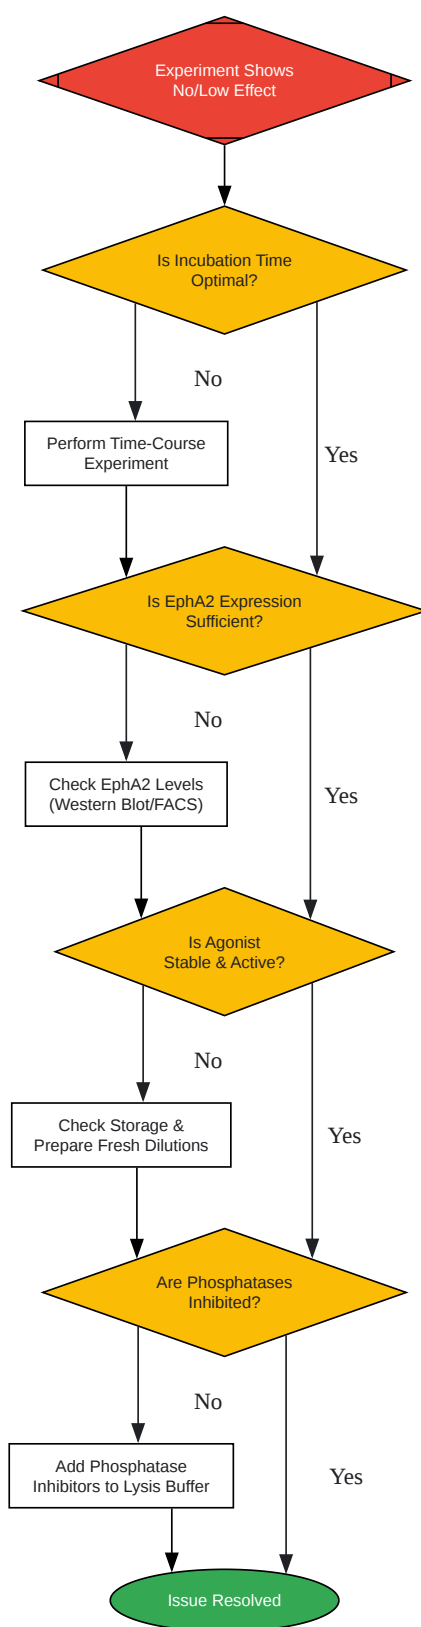 Experiment Shows
No/Low Effect
Is Incubation Time
Optimal?
No
Perform Time-Course
Experiment
Yes
Is EphA2 Expression
Sufficient?
No
Check EphA2 Levels
(Western Blot/FACS)
Yes
Is Agonist
Stable & Active?
No
Check Storage &
Prepare Fresh Dilutions
Yes
Are Phosphatases
Inhibited?
No
Add Phosphatase
Inhibitors to Lysis Buffer
Yes
Issue Resolved